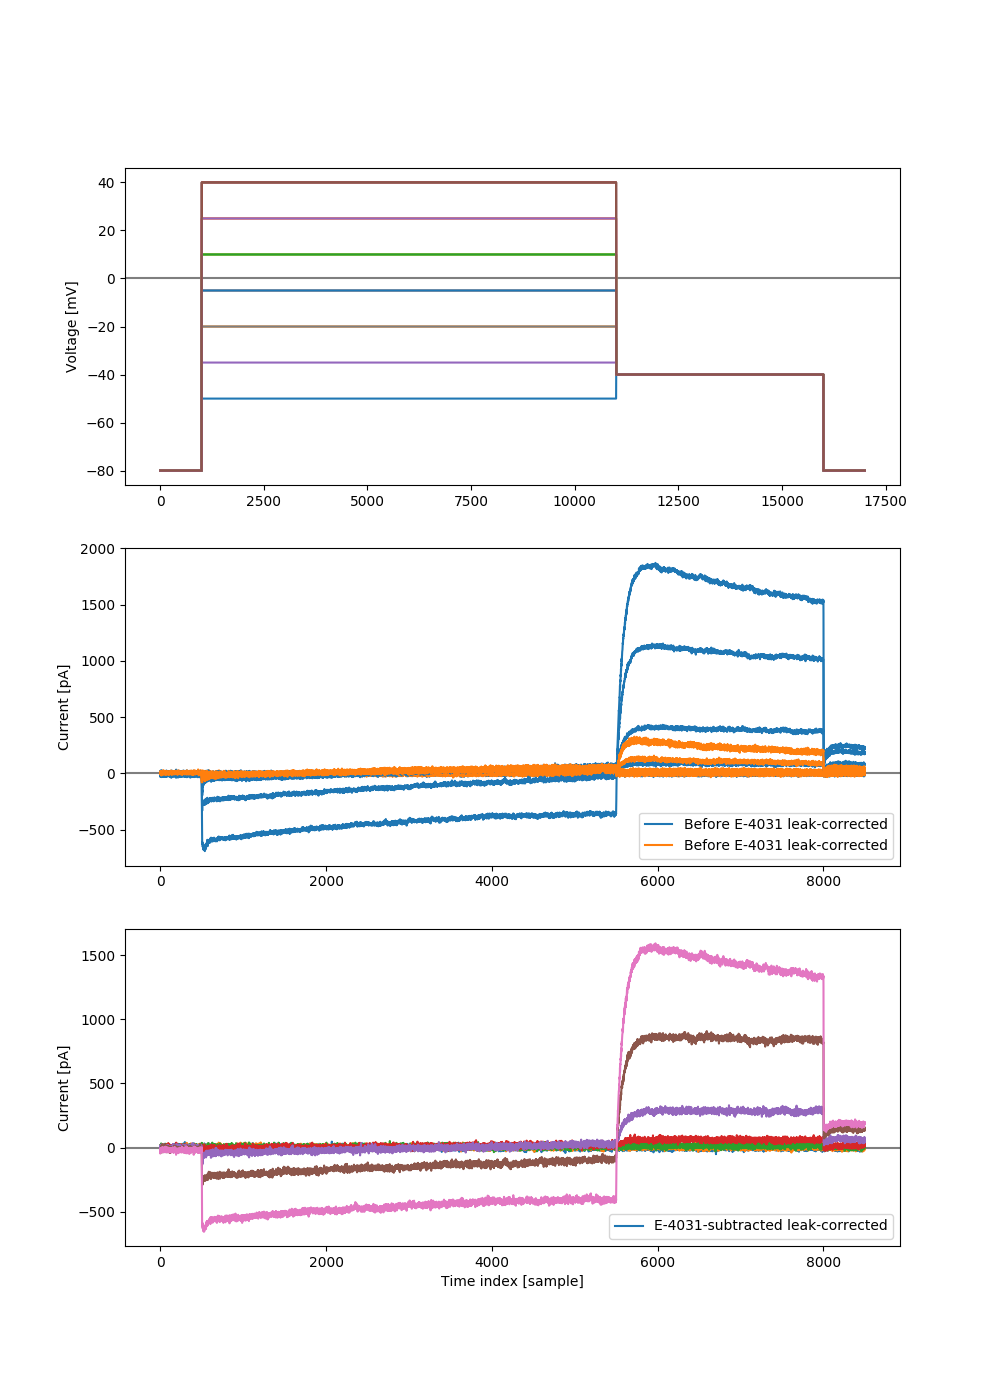 40
20
0
−20
−40
−60
−80
Voltage [mV]
0 2500 5000 7500 10000 12500 15000 17500
2000
1500
1000
500
0
−500
Current [pA]
Before E-4031 leak-corrected
Before E-4031 leak-corrected
0 2000 4000 6000 8000
1500
1000
500
0
−500
Current [pA]
E-4031-subtracted leak-corrected
0 2000 4000 6000 8000
Time index [sample]